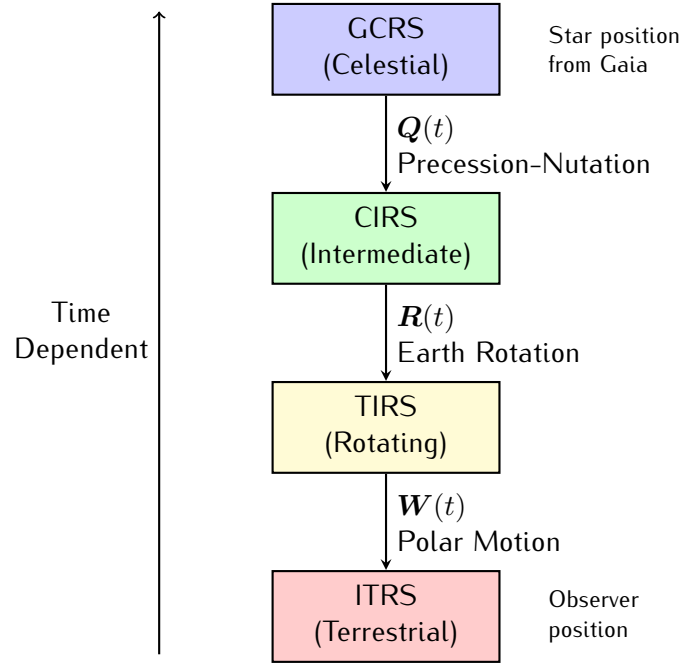 GCRS
(Celestial)
Star position
from Gaia
Q(t)
Precession-Nutation
CIRS
(Intermediate)
Time
Dependent
R(t)
Earth Rotation
TIRS
(Rotating)
W(t)
Polar Motion
ITRS
(Terrestrial)
Observer
position